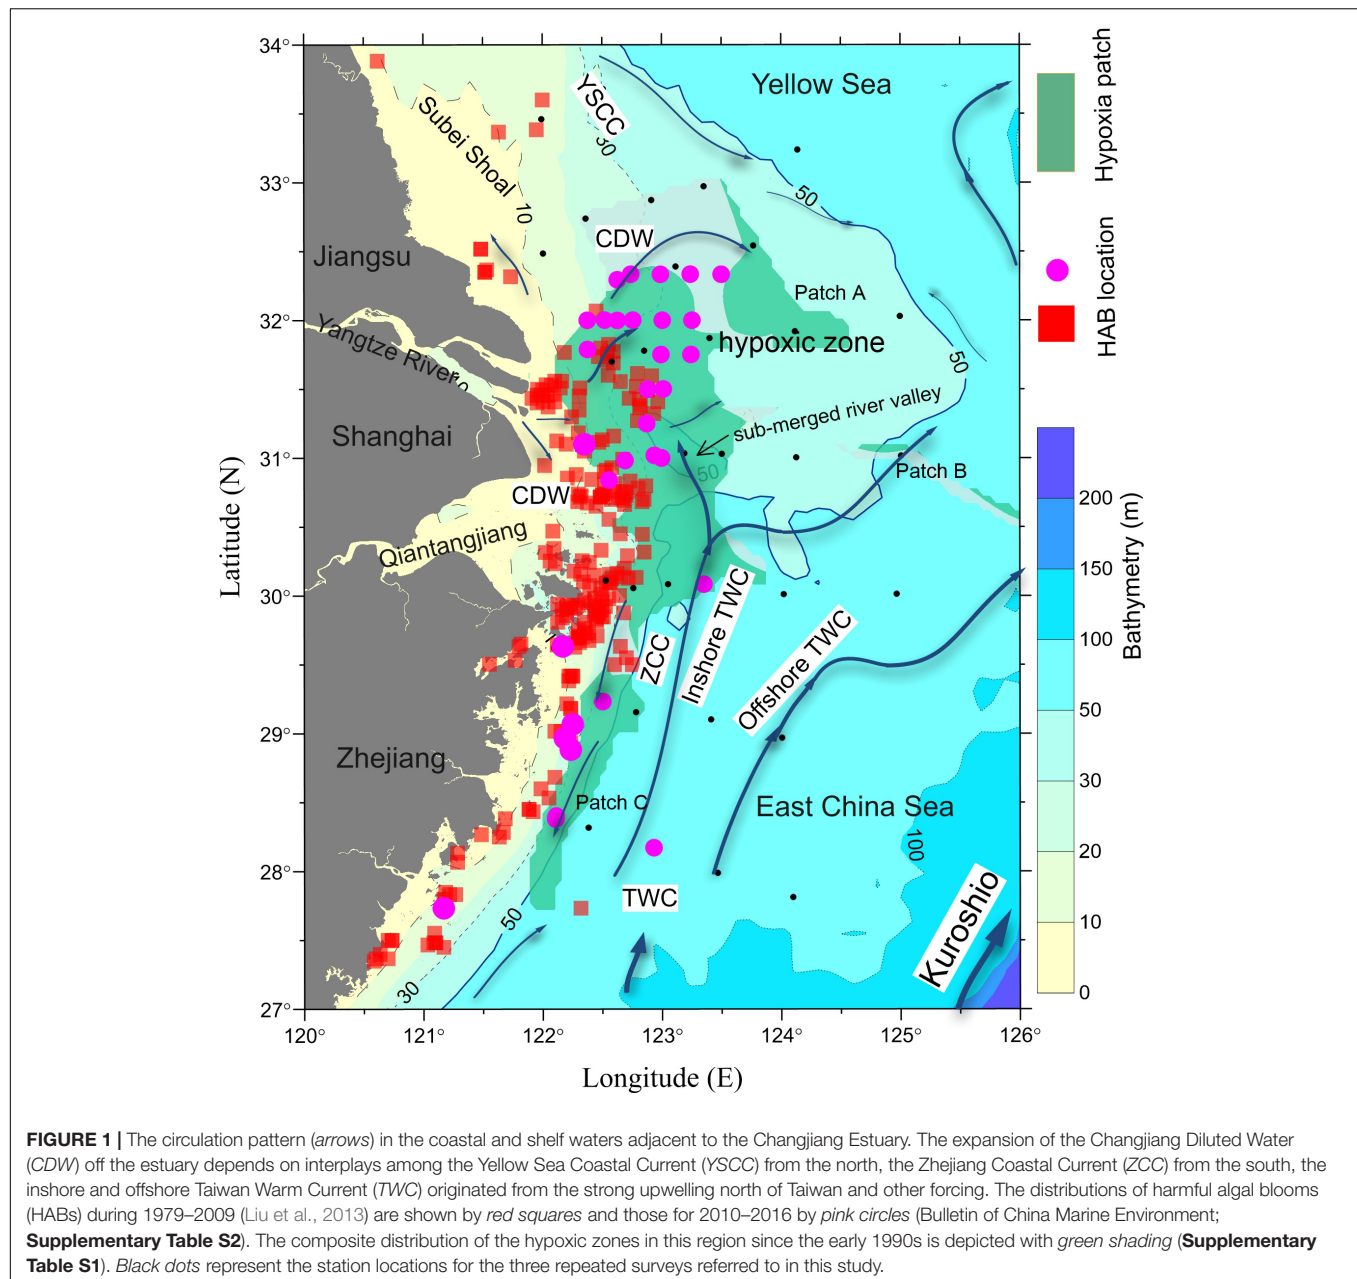 34°
33°
32°
31°
30°
29°
28°
27°
120°
121°
122°
123°
124°
125°
126°
Latitude (N)
Longitude (E)
Yellow Sea
YSCC
30
Subei Shoal
10
50
CDW
Jiangsu
Patch A
hypoxic zone
Yangtze River
50
Shanghai
sub-merged river valley
50
Patch B
CDW
Qiantangjiang
ZCC
Inshore TWC
Offshore TWC
Zhejiang
Patch C
East China Sea
100
TWC
50
Kuroshio
30
Hypoxia patch
HAB location
Bathymetry (m)
200
150
100
50
30
20
10
0
FIGURE 1 | The circulation pattern (arrows) in the coastal and shelf waters adjacent to the Changjiang Estuary. The expansion of the Changjiang Diluted Water
(CDW) off the estuary depends on interplays among the Yellow Sea Coastal Current (YSCC) from the north, the Zhejiang Coastal Current (ZCC) from the south, the
inshore and offshore Taiwan Warm Current (TWC) originated from the strong upwelling north of Taiwan and other forcing. The distributions of harmful algal blooms
(HABs) during 1979–2009 (Liu et al., 2013) are shown by red squares and those for 2010–2016 by pink circles (Bulletin of China Marine Environment;
Supplementary Table S2). The composite distribution of the hypoxic zones in this region since the early 1990s is depicted with green shading (Supplementary
Table S1). Black dots represent the station locations for the three repeated surveys referred to in this study.